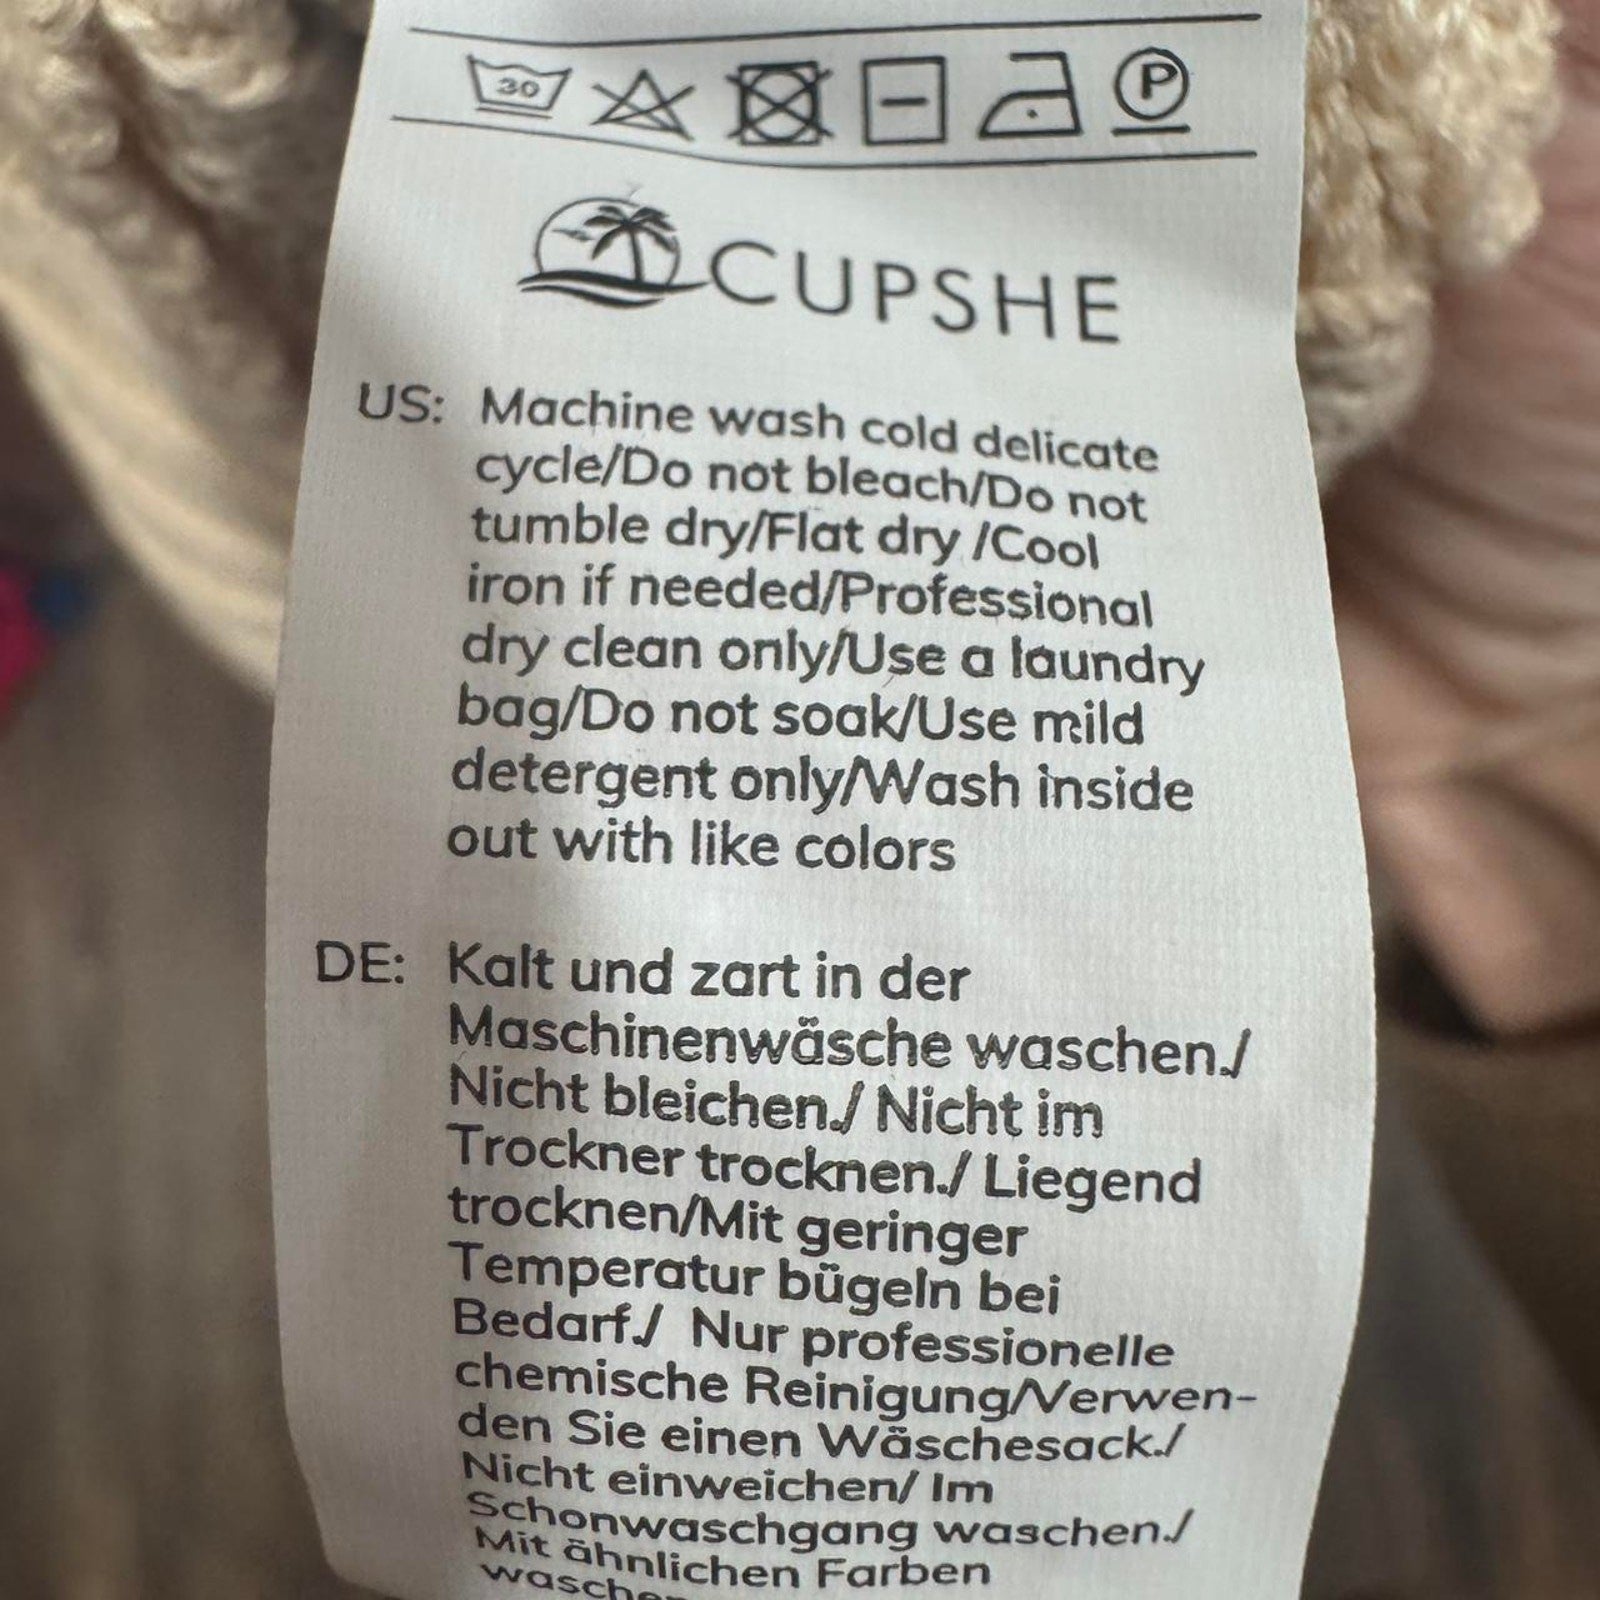 30
P
CUPSHE
US: Machine wash cold delicate
cycle/Do not bleach/Do not
tumble dry/Flat dry /Cool
iron if needed/Professional
dry clean only/Use a laundry
bag/Do not soak/Use mild
detergent only/Wash inside
out with like colors
DE: Kalt und zart in der
Maschinenwäsche waschen./
Nicht bleichen./ Nicht im
Trockner trocknen./ Liegend
trocknen/Mit geringer
Temperatur bügeln bei
Bedarf./ Nur professionelle
chemische Reinigung/Verwen-
den Sie einen Wäschesack./
Nicht einweichen/ Im
Schonwaschgang waschen./
Mit ähnlichen Farben